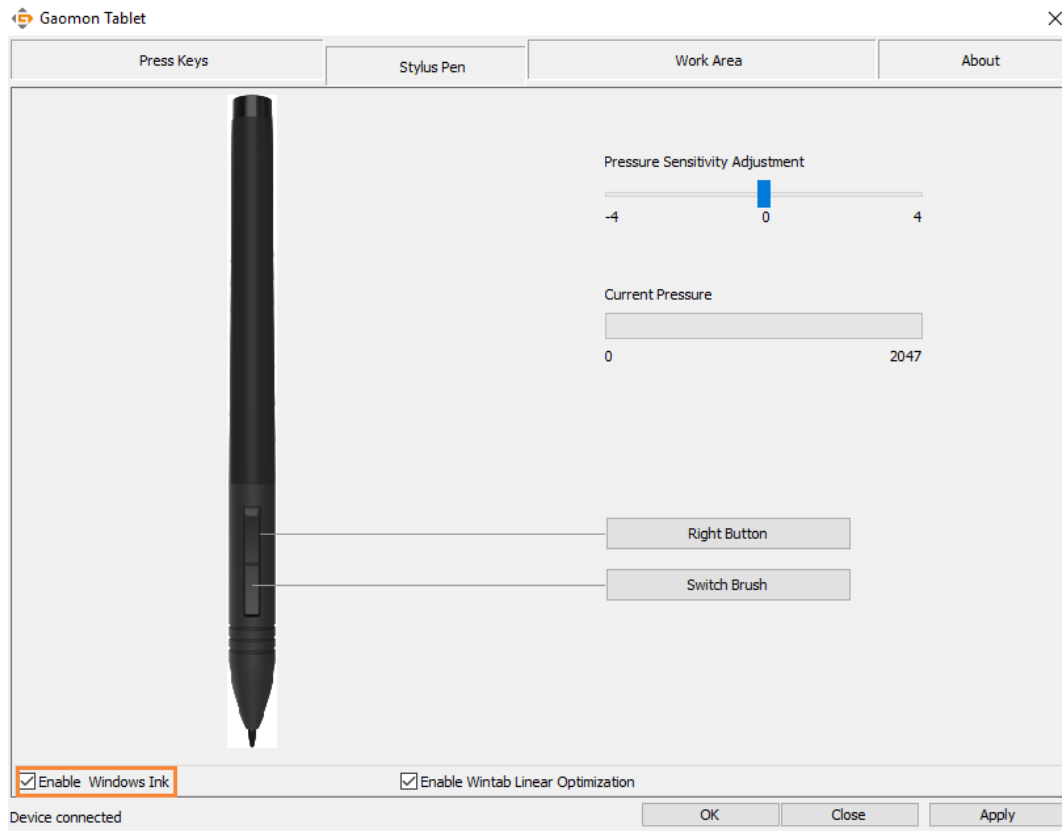 Gaomon Tablet
Press Keys
Stylus Pen
Work Area
About
Pressure Sensitivity Adjustment
-4 0 4
Current Pressure
0 2047
Right Button
Switch Brush
Enable Windows Ink
Enable Wintab Linear Optimization
Device connected
OK
Close
Apply